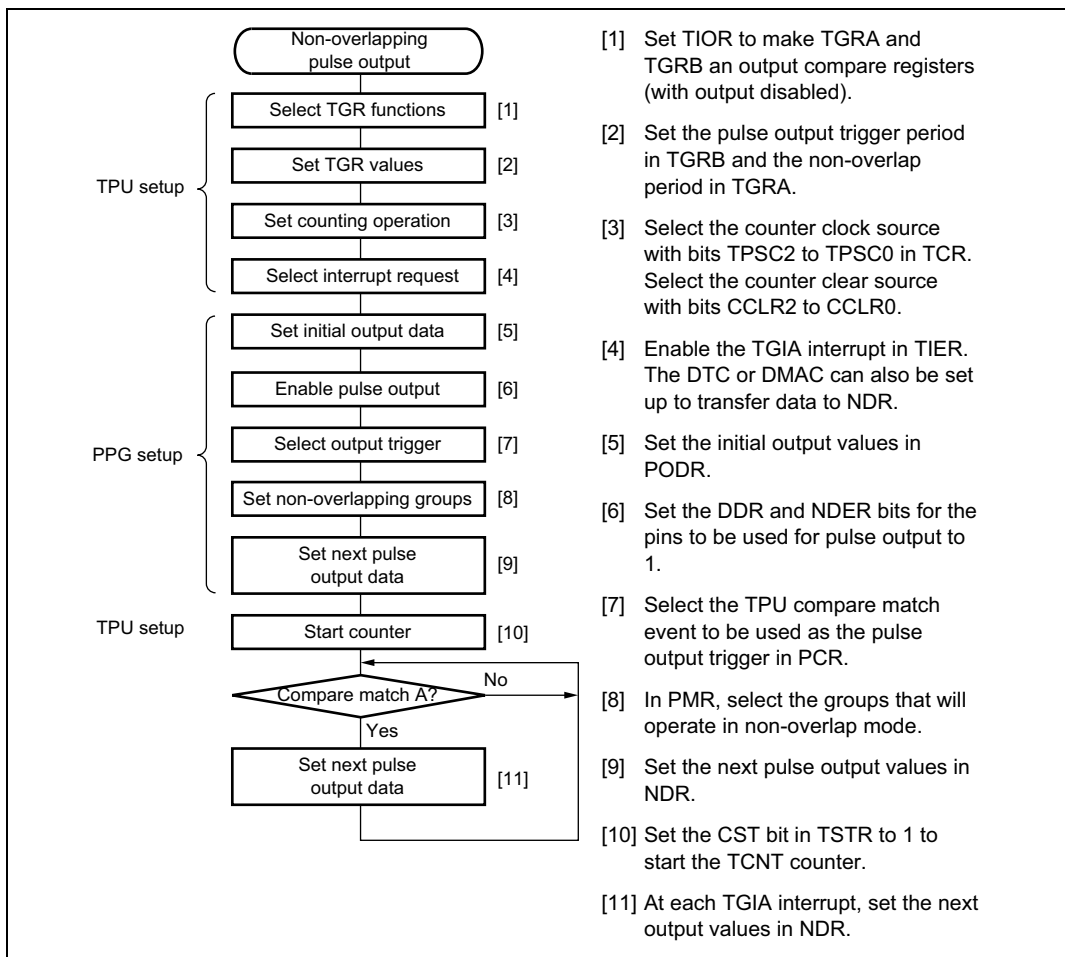 Non-overlapping
pulse output
Select TGR functions [1]
Set TGR values [2]
TPU setup
Set counting operation [3]
Select interrupt request [4]
Set initial output data [5]
Enable pulse output [6]
Select output trigger [7]
PPG setup
Set non-overlapping groups [8]
Set next pulse
output data [9]
TPU setup
Start counter [10]
Compare match A? No
Yes
Set next pulse
output data [11]
[1] Set TIOR to make TGRA and
TGRB an output compare registers
(with output disabled).
[2] Set the pulse output trigger period
in TGRB and the non-overlap
period in TGRA.
[3] Select the counter clock source
with bits TPSC2 to TPSC0 in TCR.
Select the counter clear source
with bits CCLR2 to CCLR0.
[4] Enable the TGIA interrupt in TIER.
The DTC or DMAC can also be set
up to transfer data to NDR.
[5] Set the initial output values in
PODR.
[6] Set the DDR and NDER bits for the
pins to be used for pulse output to
1.
[7] Select the TPU compare match
event to be used as the pulse
output trigger in PCR.
[8] In PMR, select the groups that will
operate in non-overlap mode.
[9] Set the next pulse output values in
NDR.
[10] Set the CST bit in TSTR to 1 to
start the TCNT counter.
[11] At each TGIA interrupt, set the next
output values in NDR.